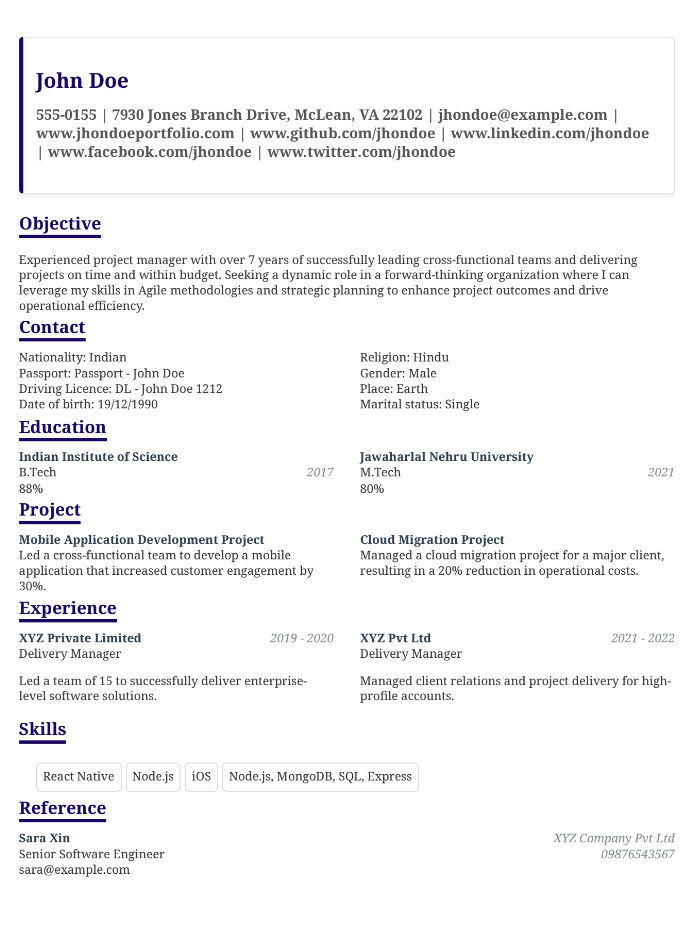 John Doe
555-0155 | 7930 Jones Branch Drive, McLean, VA 22102 | jhondoe@example.com |
www.jhondoeportfolio.com | www.github.com/jhondoe | www.linkedin.com/jhondoe
| www.facebook.com/jhondoe | www.twitter.com/jhondoe
Objective
Experienced project manager with over 7 years of successfully leading cross-functional teams and delivering
projects on time and within budget. Seeking a dynamic role in a forward-thinking organization where I can
leverage my skills in Agile methodologies and strategic planning to enhance project outcomes and drive
operational efficiency.
Contact
Nationality: Indian
Passport: Passport - John Doe
Driving Licence: DL - John Doe 1212
Date of birth: 19/12/1990
Religion: Hindu
Gender: Male
Place: Earth
Marital status: Single
Education
Indian Institute of Science
B.Tech 2017
88%
Jawaharlal Nehru University
M.Tech 2021
80%
Project
Mobile Application Development Project
Led a cross-functional team to develop a mobile
application that increased customer engagement by
30%.
Cloud Migration Project
Managed a cloud migration project for a major client,
resulting in a 20% reduction in operational costs.
Experience
XYZ Private Limited 2019 - 2020
Delivery Manager
Led a team of 15 to successfully deliver enterprise-
level software solutions.
XYZ Pvt Ltd 2021 - 2022
Delivery Manager
Managed client relations and project delivery for high-
profile accounts.
Skills
React Native Node.js iOS Node.js, MongoDB, SQL, Express
Reference
Sara Xin XYZ Company Pvt Ltd
Senior Software Engineer 09876543567
sara@example.com